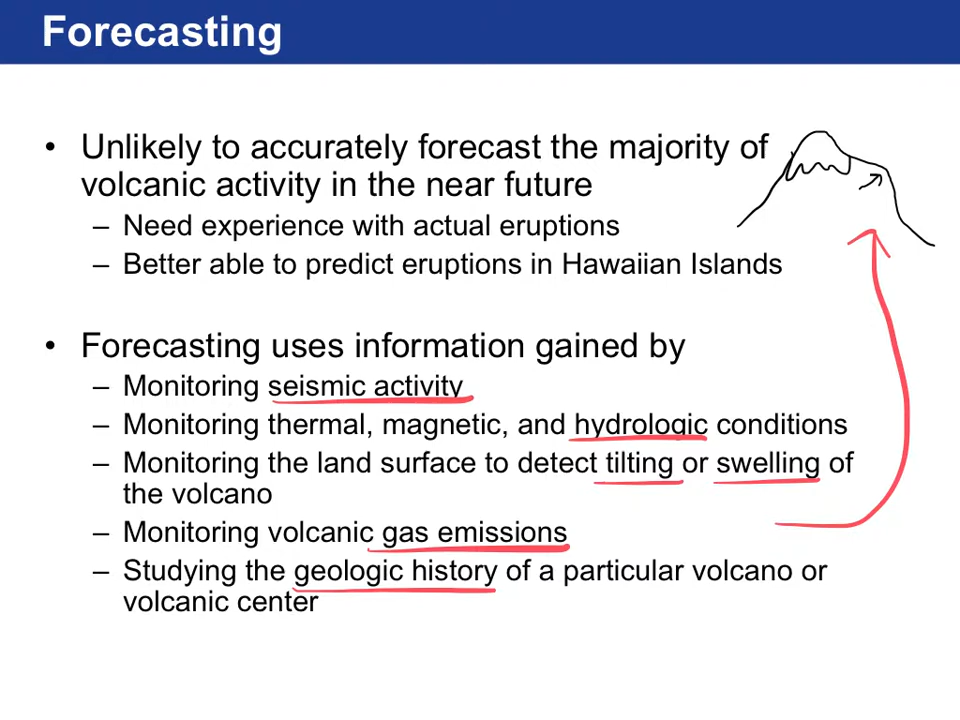 Forecasting
• Unlikely to accurately forecast the majority of
volcanic activity in the near future
– Need experience with actual eruptions
– Better able to predict eruptions in Hawaiian Islands
• Forecasting uses information gained by
– Monitoring seismic activity
– Monitoring thermal, magnetic, and hydrologic conditions
– Monitoring the land surface to detect tilting or swelling of
the volcano
– Monitoring volcanic gas emissions
– Studying the geologic history of a particular volcano or
volcanic center